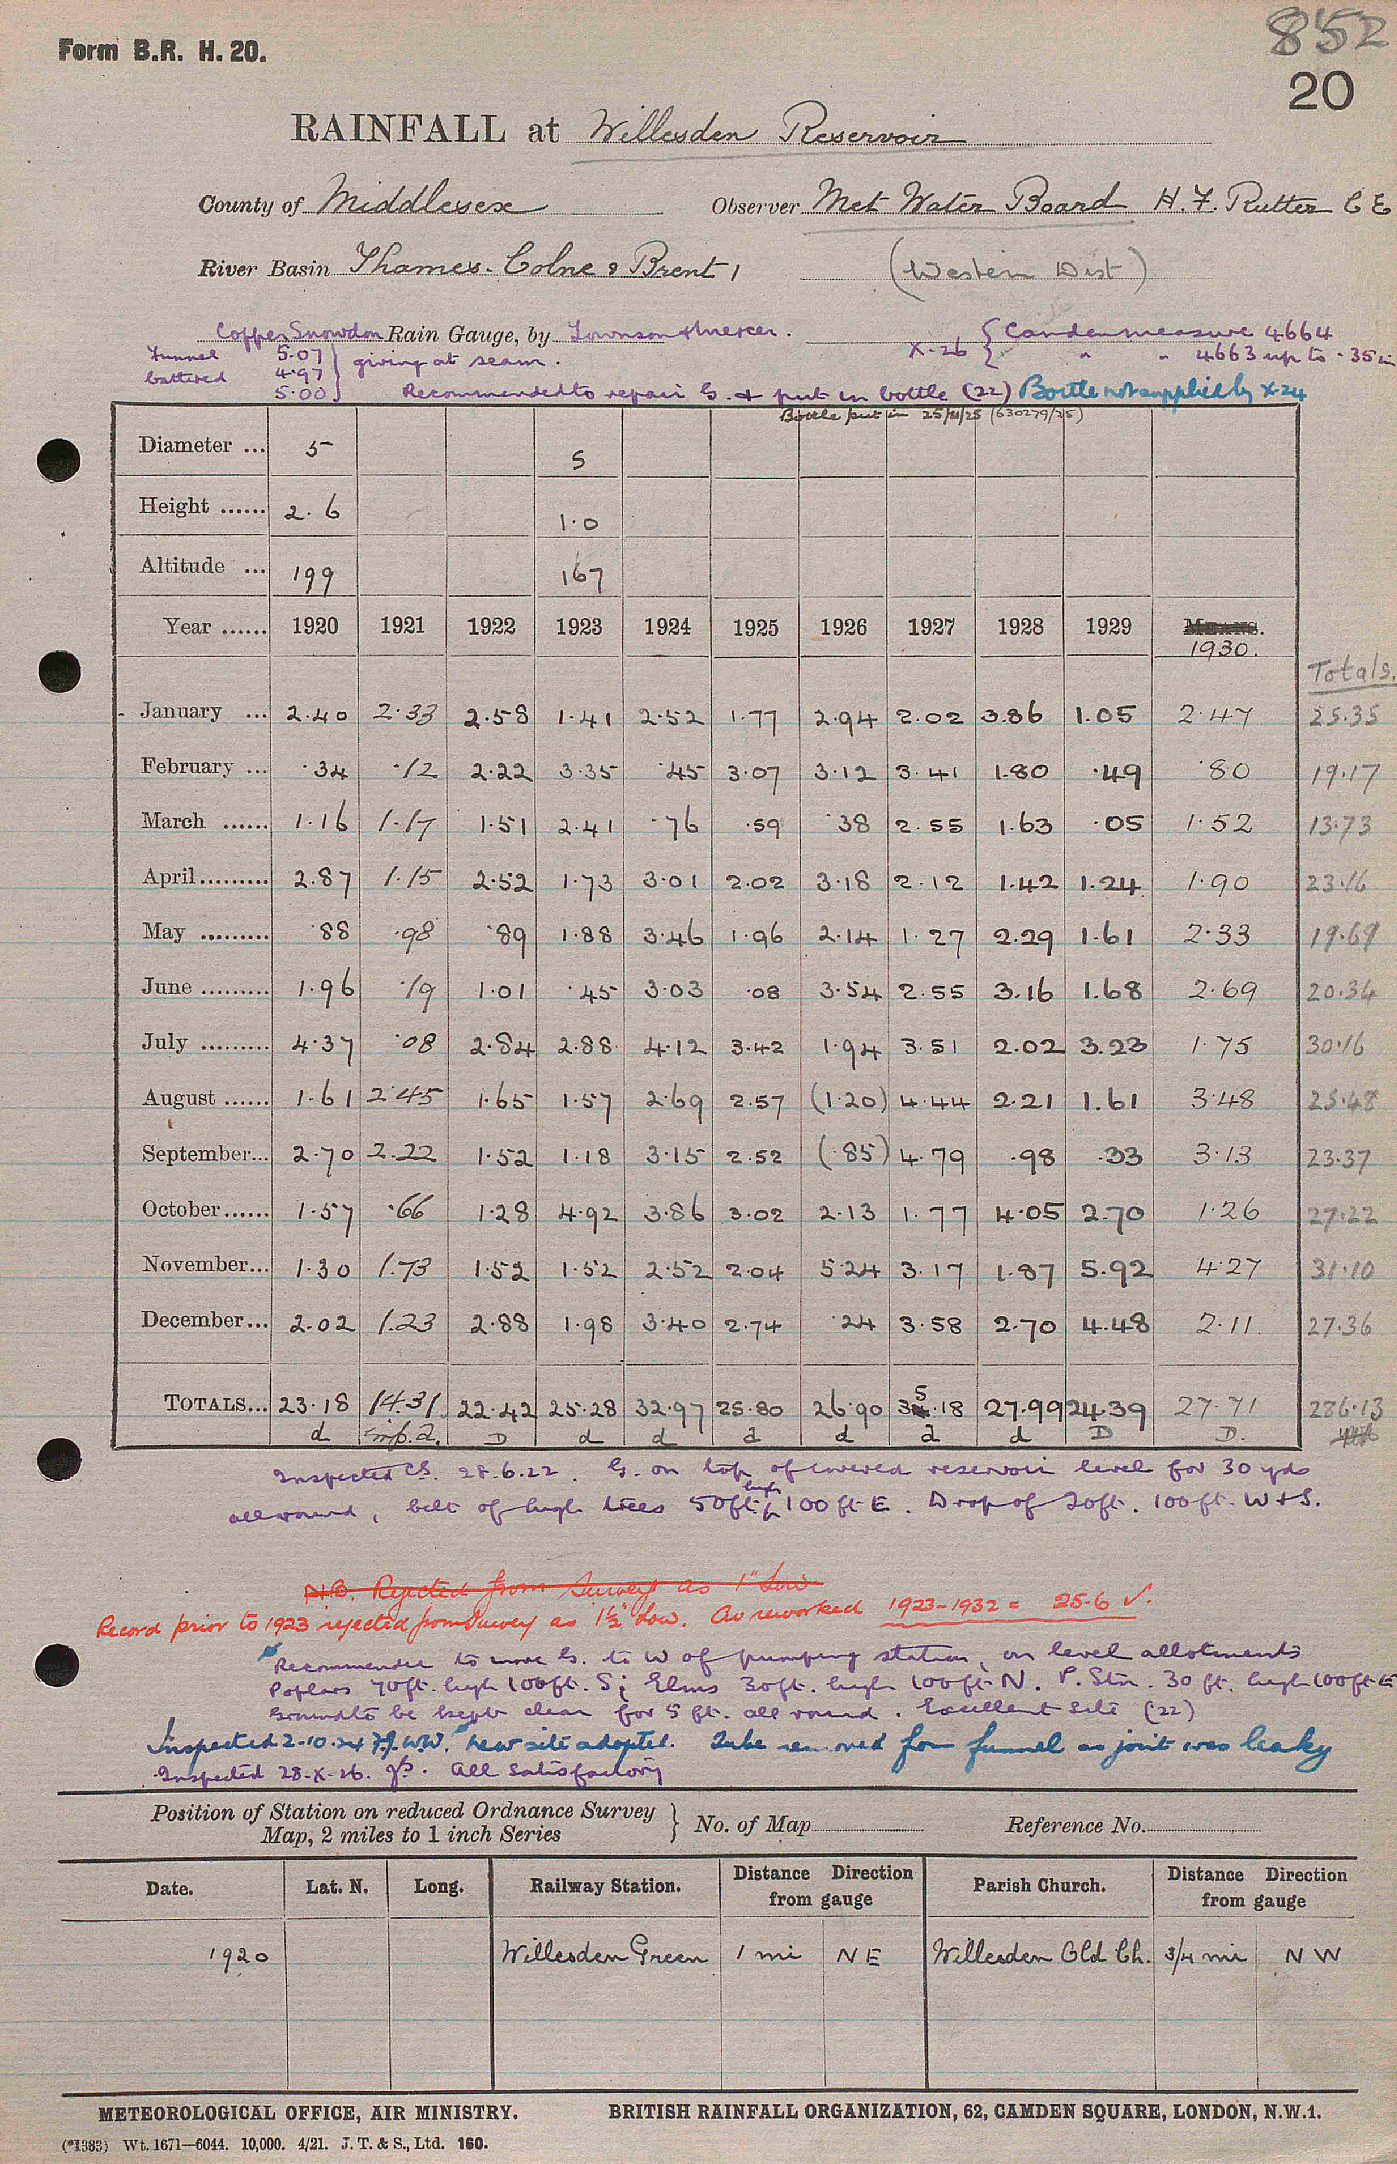 852
Form B.R. H. 20.
20
RAINFALL at Willesden Reservoir
County of Middlesex Observer Met Water Board H. F. Rutter C E
River Basin Thames - Colne & Brent 1 (Western Dist)
Copper Snowdon Rain Gauge, by Townson & Mercer. X.26 { Camden measure 4664
Funnel battered 5.07 4.97 5.00 } giving at seam. " " 4663 up to .35 in
Recommended to repair G. & put in bottle (22) Bottle not supplied by X.24
Bottle put in 25/11/25 (630279/25)
Diameter ... 5 5
Height ...... 2.6 1.0
Altitude ... 199 167
Year ...... 1920 1921 1922 1923 1924 1925 1926 1927 1928 1929 Means. 1930.
Totals.
January ... 2.40 2.33 2.58 1.41 2.52 1.77 2.94 2.02 3.86 1.05 2.47 25.35
February ... .34 .12 2.22 3.35 .45 3.07 3.12 3.41 1.80 .49 .80 19.17
March ...... 1.16 1.17 1.51 2.41 .76 .59 .38 2.55 1.63 .05 1.52 13.73
April ......... 2.87 1.15 2.52 1.73 3.01 2.02 3.18 2.12 1.42 1.24 1.90 23.16
May ......... .88 .98 .89 1.88 3.46 1.96 2.14 1.27 2.29 1.61 2.33 19.69
June ......... 1.96 .19 1.01 .45 3.03 .08 3.54 2.55 3.16 1.68 2.69 20.34
July ......... 4.37 .08 2.84 2.88 4.12 3.42 1.94 3.51 2.02 3.23 1.75 30.16
August ...... 1.61 2.45 1.65 1.57 2.69 2.57 (1.20) 4.44 2.21 1.61 3.48 25.48
September... 2.70 2.22 1.52 1.18 3.15 2.52 (.85) 4.79 .98 .33 3.13 23.37
October...... 1.57 .66 1.28 4.92 3.86 3.02 2.13 1.77 4.05 2.70 1.26 27.22
November... 1.30 1.73 1.52 1.52 2.52 2.04 5.24 3.17 1.87 5.92 4.27 31.10
December... 2.02 1.23 2.88 1.98 3.40 2.74 .24 3.58 2.70 4.48 2.11 27.36
TOTALS... 23.18 14.31 22.42 25.28 32.97 25.80 26.90 35.18 27.99 24.39 27.71 286.13
d imp.d. D d d d d d d D D.
Inspected CS. 28.6.22. G. on top of covered reservoir level for 30 yds
all round, belt of high trees 50ft. high 100 ft E. Drop of 20ft. 100ft. W & S.
N.B. Rejected from Survey as 1" Low
Record prior to 1923 rejected from Survey as 1½" Low. Av reworked 1923-1932 = 25.6 ✓.
Recommended to move G. to W of pumping station, on level allotments
Poplars 70ft. high 100ft. S; Elms 30ft. high 100ft N. P. Stn. 30 ft. high 100ft E
Ground to be kept clear for 5 ft. all round. Excellent site (22)
Inspected 2-10-24 new site adopted. Tube removed from funnel as joint was leaky
Inspected 28-X-26. All satisfactory
Position of Station on reduced Ordnance Survey Map, 2 miles to 1 inch Series } No. of Map Reference No.
Date. Lat. N. Long. Railway Station. Distance Direction from gauge Parish Church. Distance Direction from gauge
1920 Willesden Green 1 mi NE Willesden Old Ch. 3/4 mi N W
METEOROLOGICAL OFFICE, AIR MINISTRY. BRITISH RAINFALL ORGANIZATION, 62, CAMDEN SQUARE, LONDON, N.W.1.
(*1383) Wt. 1671—6044. 10,000. 4/21. J. T. & S., Ltd. 160.